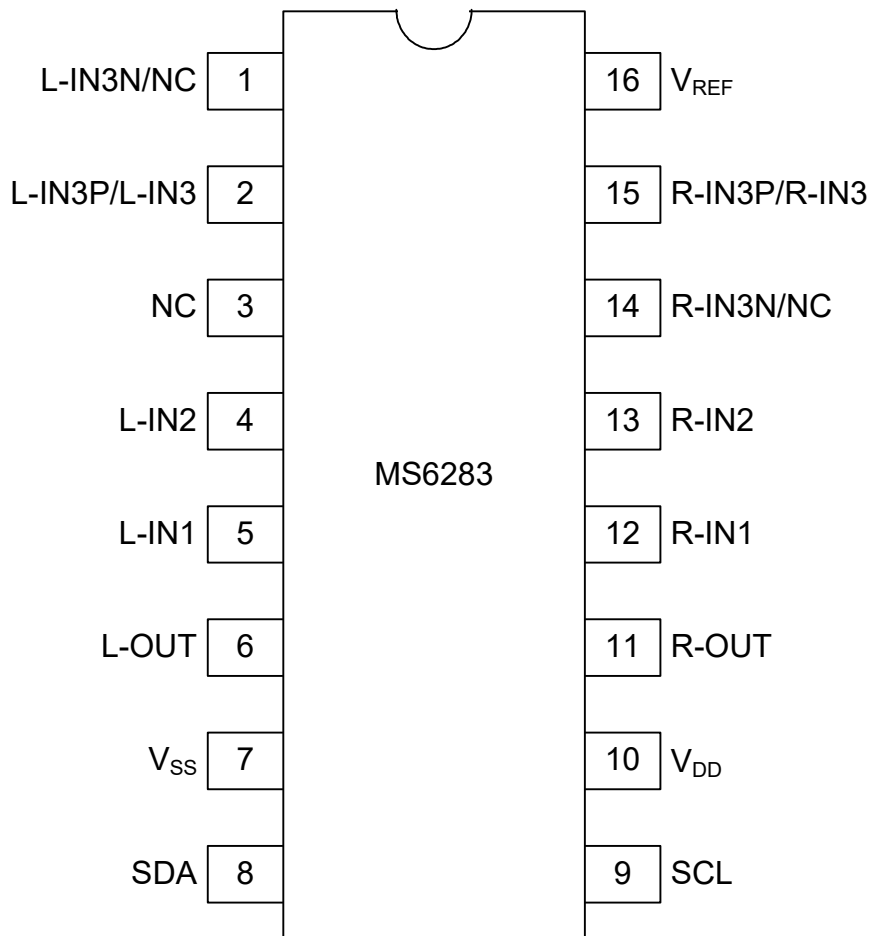 L-IN3N/NC 1 16 VREF
L-IN3P/L-IN3 2 15 R-IN3P/R-IN3
NC 3 14 R-IN3N/NC
L-IN2 4 13 R-IN2
MS6283
L-IN1 5 12 R-IN1
L-OUT 6 11 R-OUT
VSS 7 10 VDD
SDA 8 9 SCL